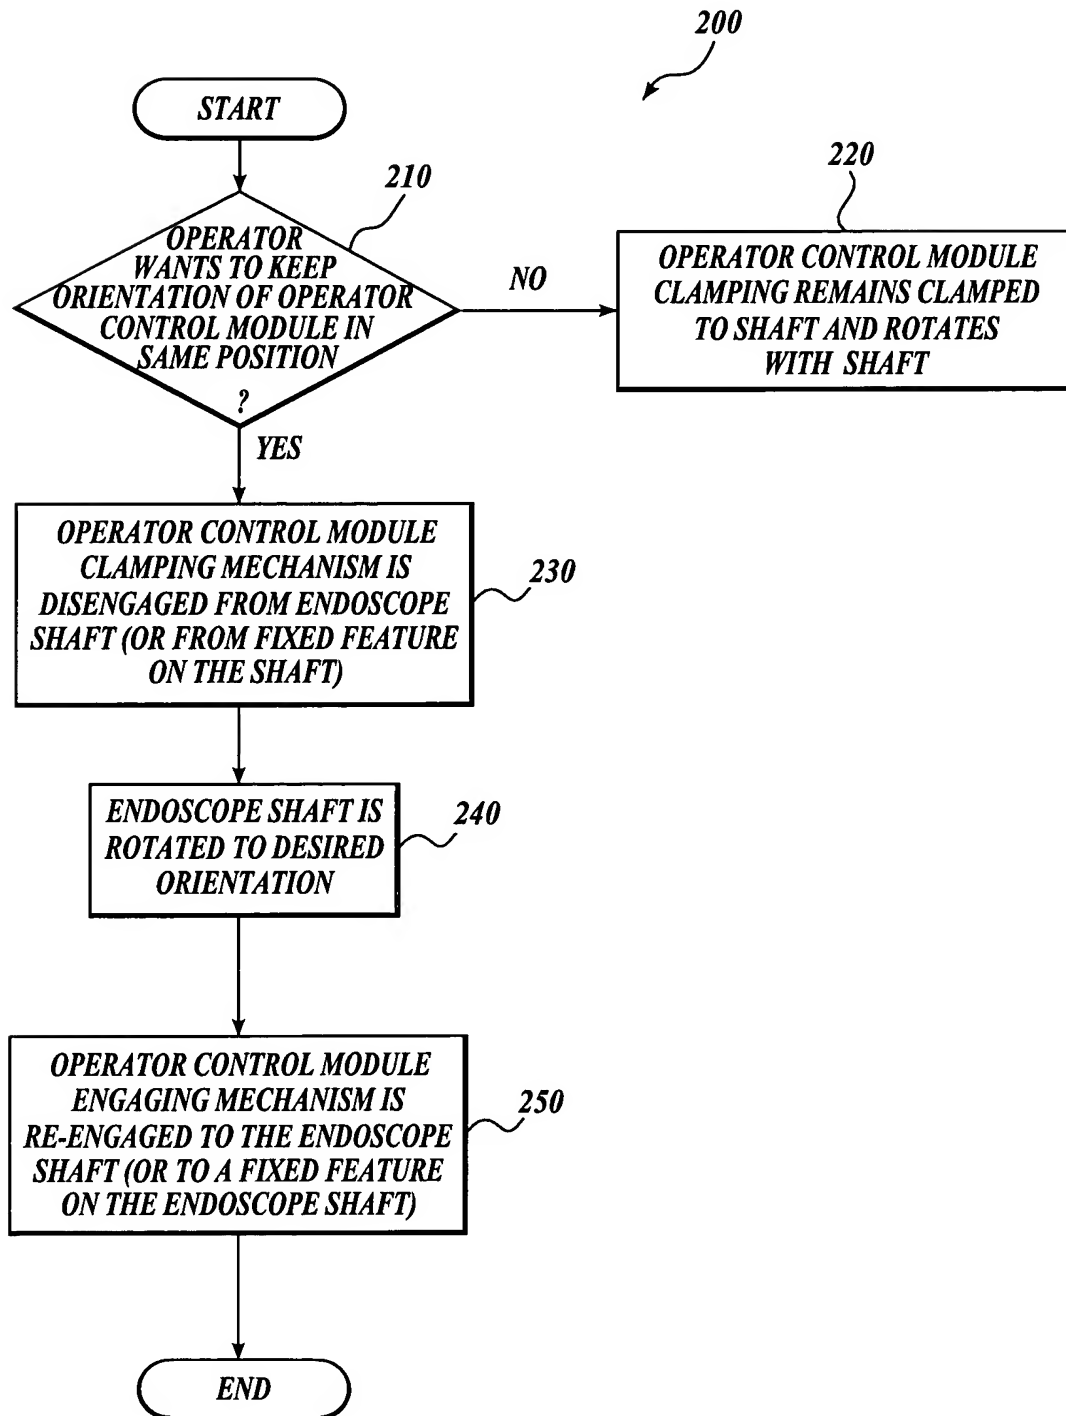 200
START
210
OPERATOR
WANTS TO KEEP
ORIENTATION OF OPERATOR
CONTROL MODULE IN
SAME POSITION
?
NO
220
OPERATOR CONTROL MODULE
CLAMPING REMAINS CLAMPED
TO SHAFT AND ROTATES
WITH SHAFT
YES
OPERATOR CONTROL MODULE
CLAMPING MECHANISM IS
DISENGAGED FROM ENDOSCOPE
SHAFT (OR FROM FIXED FEATURE
ON THE SHAFT)
230
ENDOSCOPE SHAFT IS
ROTATED TO DESIRED
ORIENTATION
240
OPERATOR CONTROL MODULE
ENGAGING MECHANISM IS
RE-ENGAGED TO THE ENDOSCOPE
SHAFT (OR TO A FIXED FEATURE
ON THE ENDOSCOPE SHAFT)
250
END